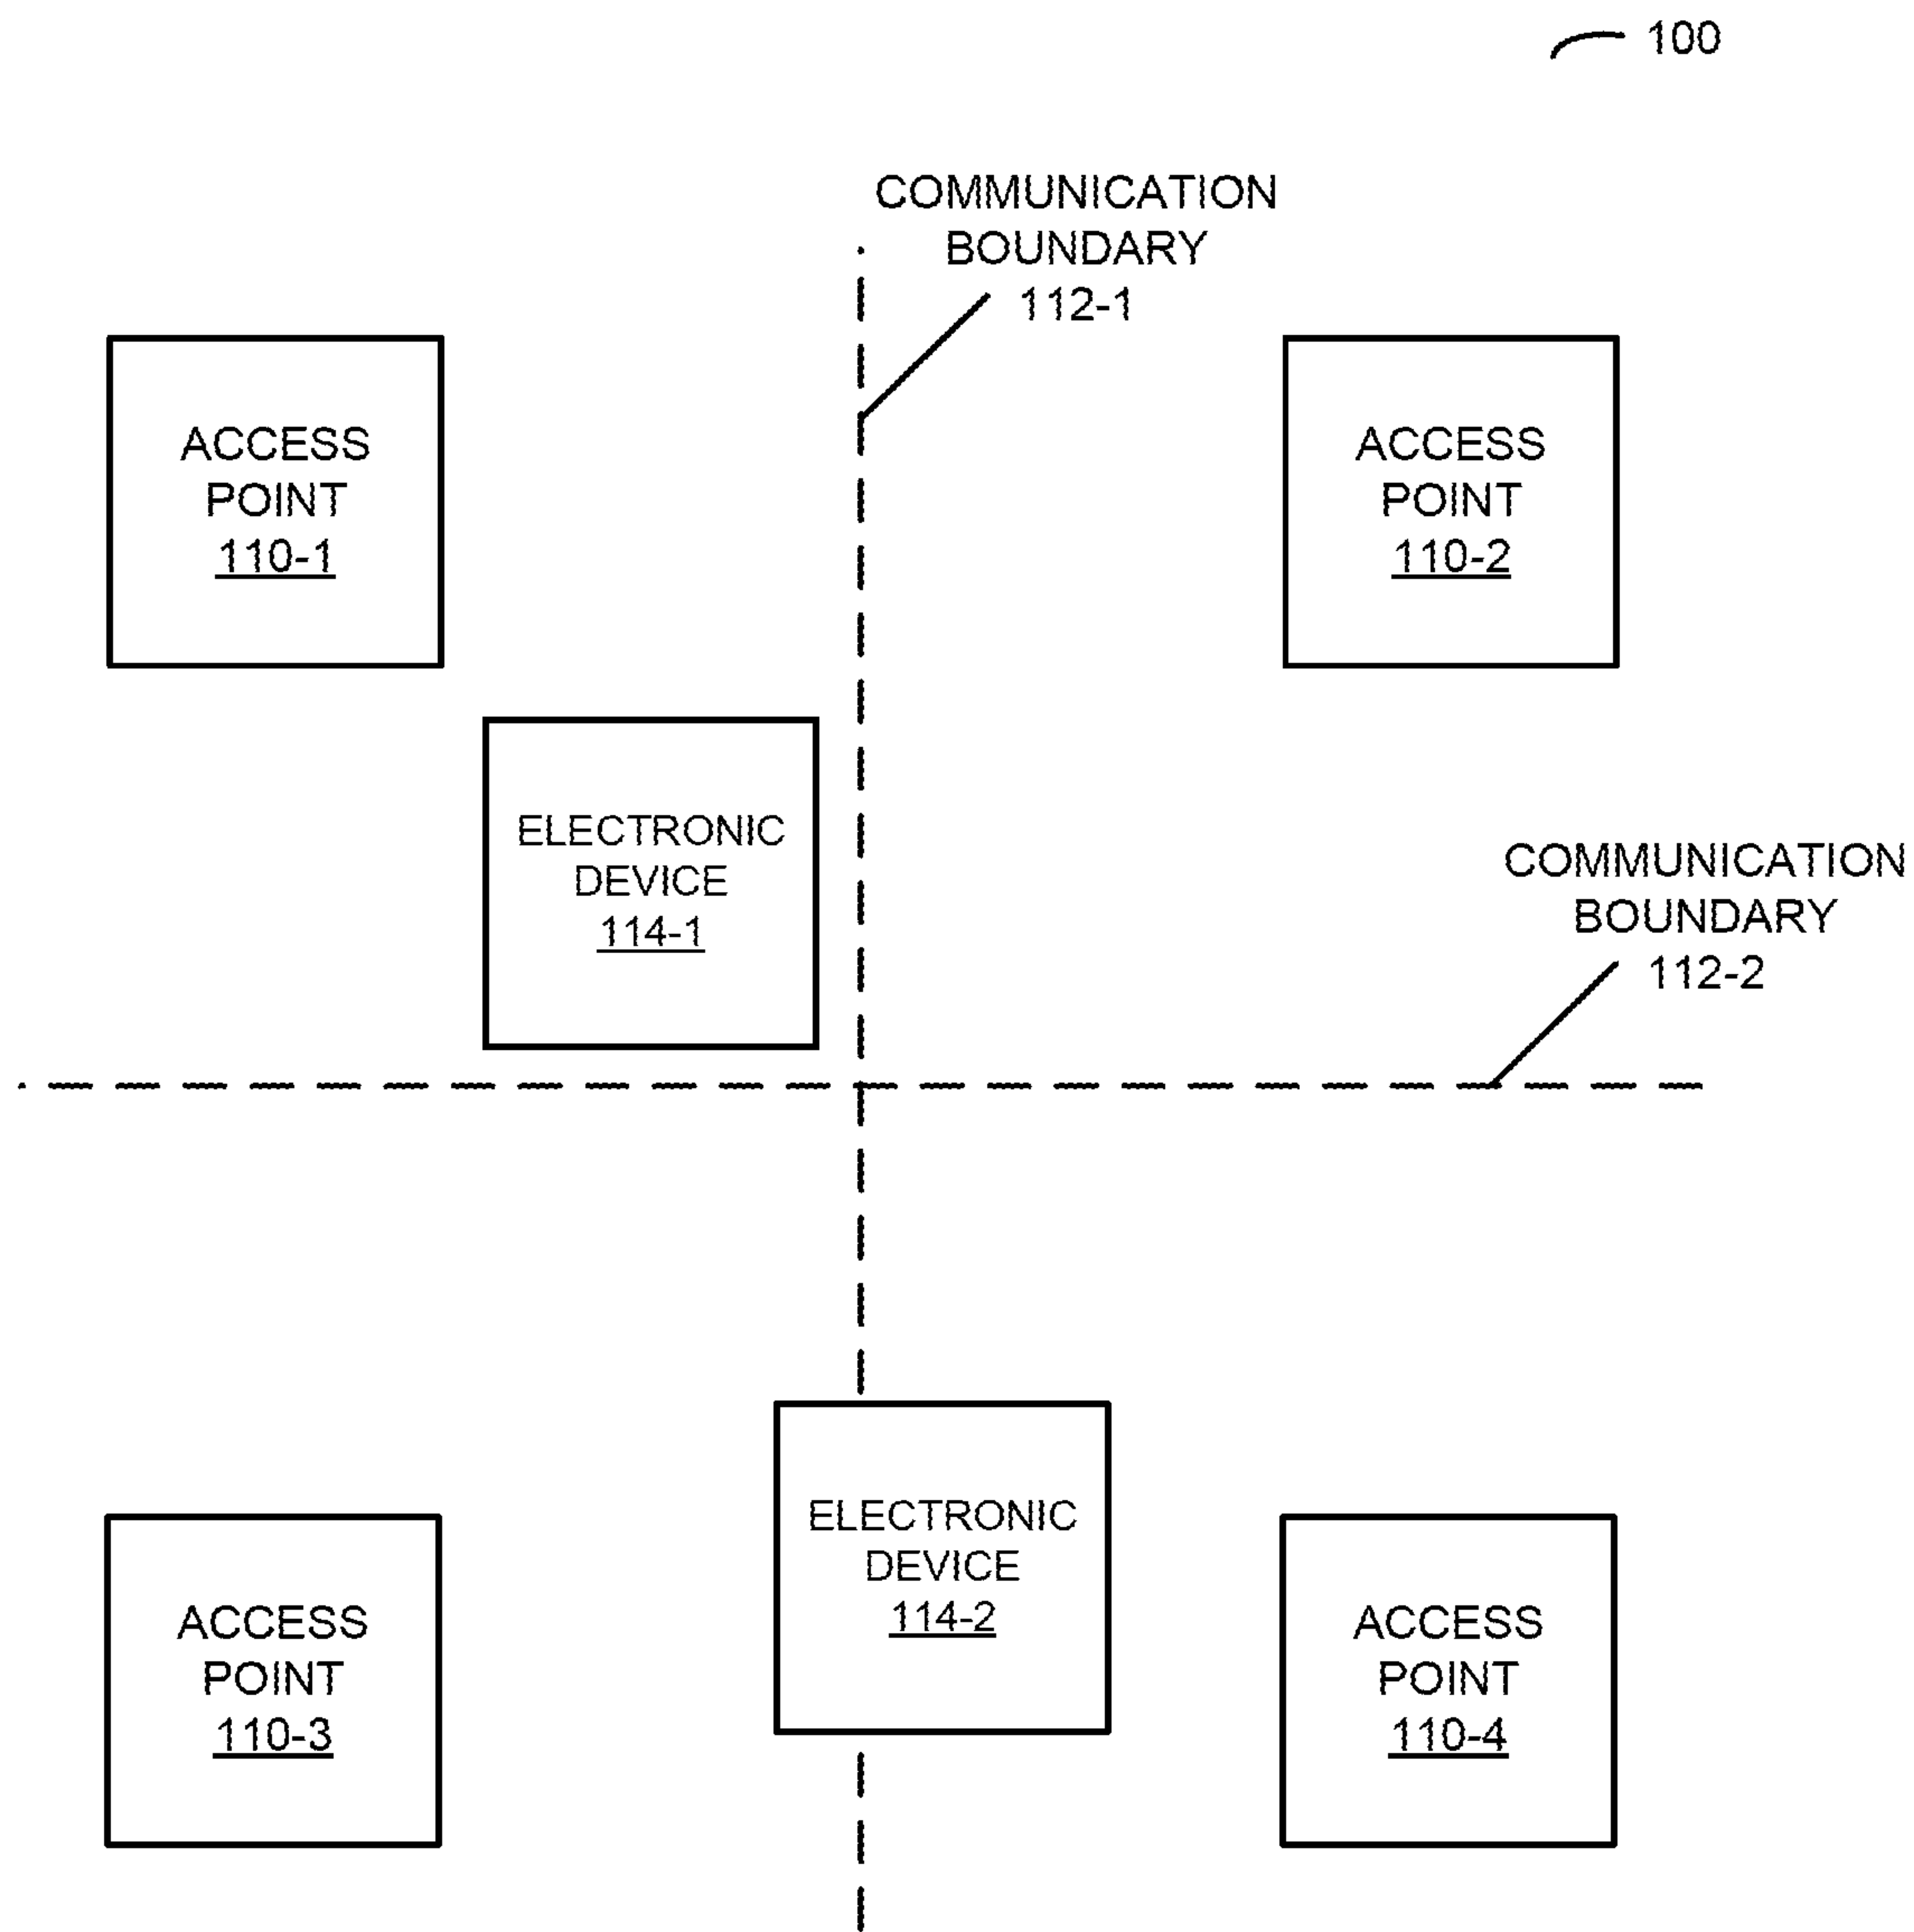 100
COMMUNICATION
BOUNDARY
112-1
ACCESS
POINT
110-1
ACCESS
POINT
110-2
ELECTRONIC
DEVICE
114-1
COMMUNICATION
BOUNDARY
112-2
ELECTRONIC
DEVICE
114-2
ACCESS
POINT
110-3
ACCESS
POINT
110-4